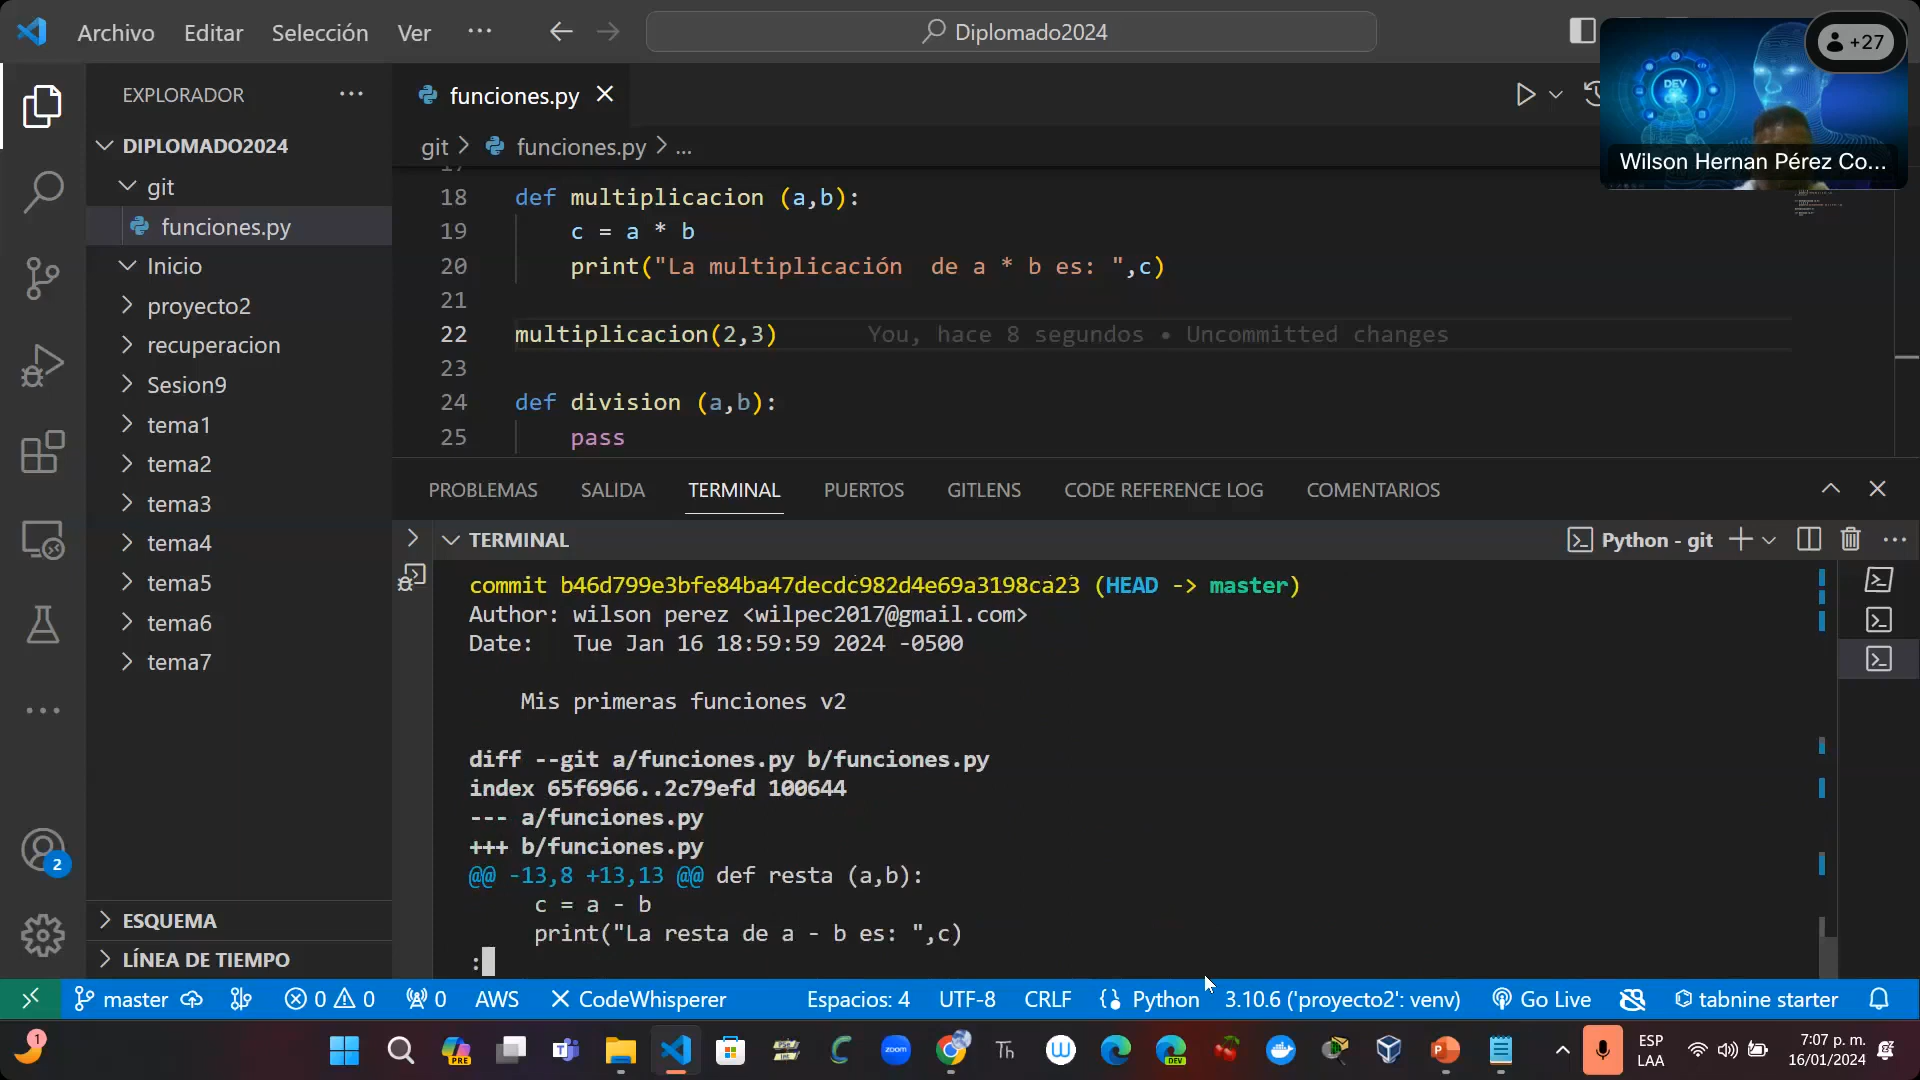 Archivo Editar Selección Ver ··· Diplomado2024
+27
DEV
Wilson Hernan Pérez Co...
EXPLORADOR
funciones.py
DIPLOMADO2024
git
funciones.py
Inicio
proyecto2
recuperacion
Sesion9
tema1
tema2
tema3
tema4
tema5
tema6
tema7
ESQUEMA
LÍNEA DE TIEMPO
2
git > funciones.py > ...
18 def multiplicacion (a,b):
19 c = a * b
20 print("La multiplicación  de a * b es: ",c)
21
22 multiplicacion(2,3) You, hace 8 segundos • Uncommitted changes
23
24 def division (a,b):
25 pass
PROBLEMAS SALIDA TERMINAL PUERTOS GITLENS CODE REFERENCE LOG COMENTARIOS
TERMINAL
Python - git
commit b46d799e3bfe84ba47decdc982d4e69a3198ca23 (HEAD -> master)
Author: wilson perez <wilpec2017@gmail.com>
Date:   Tue Jan 16 18:59:59 2024 -0500
Mis primeras funciones v2
diff --git a/funciones.py b/funciones.py
index 65f6966..2c79efd 100644
--- a/funciones.py
+++ b/funciones.py
@@ -13,8 +13,13 @@ def resta (a,b):
c = a - b
print("La resta de a - b es: ",c)
:
master 0 0 0 AWS CodeWhisperer Espacios: 4 UTF-8 CRLF Python 3.10.6 ('proyecto2': venv) Go Live tabnine starter
1
PRE
zoom
Th
DEV
ESP
LAA
7:07 p. m.
16/01/2024